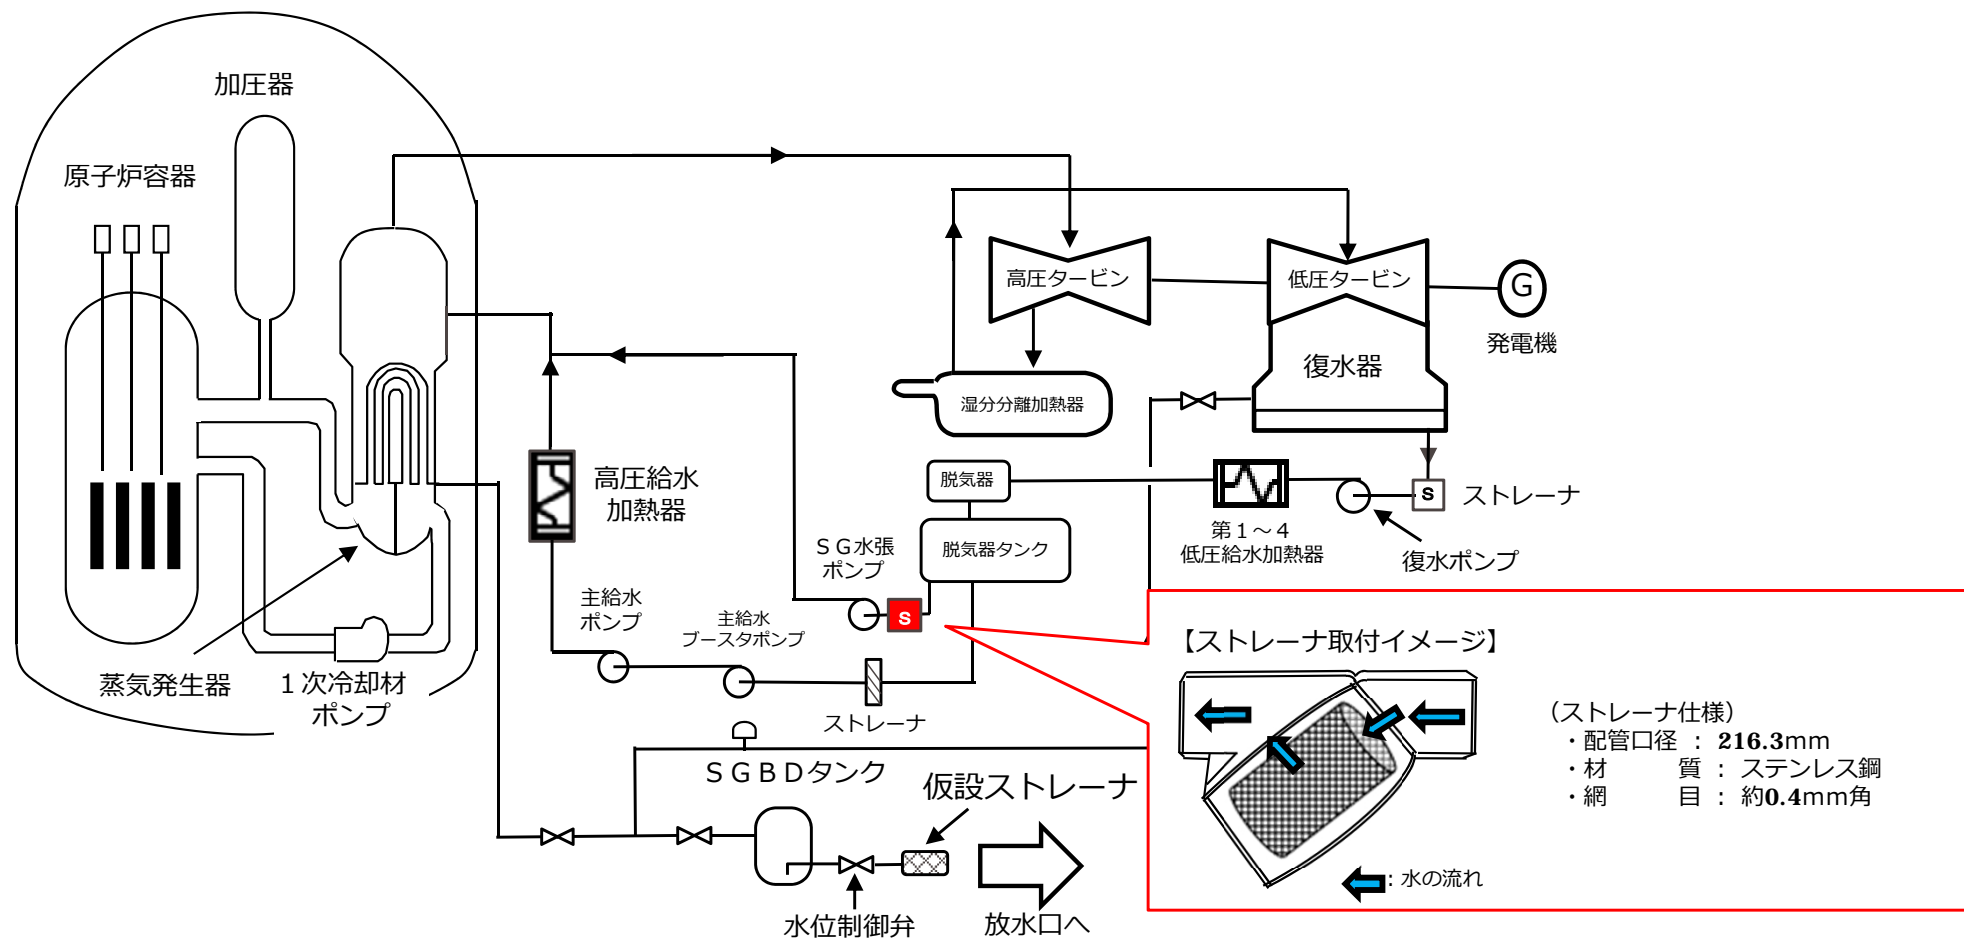 加圧器
原子炉容器
蒸気発生器
１次冷却材
ポンプ
高圧給水
加熱器
主給水
ポンプ
主給水
ブースタポンプ
ストレーナ
ＳＧ水張
ポンプ
S
脱気器
脱気器タンク
湿分分離加熱器
高圧タービン
低圧タービン
G
発電機
復水器
S
ストレーナ
復水ポンプ
第１～４
低圧給水加熱器
ＳＧＢＤタンク
仮設ストレーナ
水位制御弁
放水口へ
【ストレーナ取付イメージ】
（ストレーナ仕様）
・配管口径 ： 216.3mm
・材　　　質 ： ステンレス鋼
・網　　　目 ： 約0.4mm角
：水の流れ